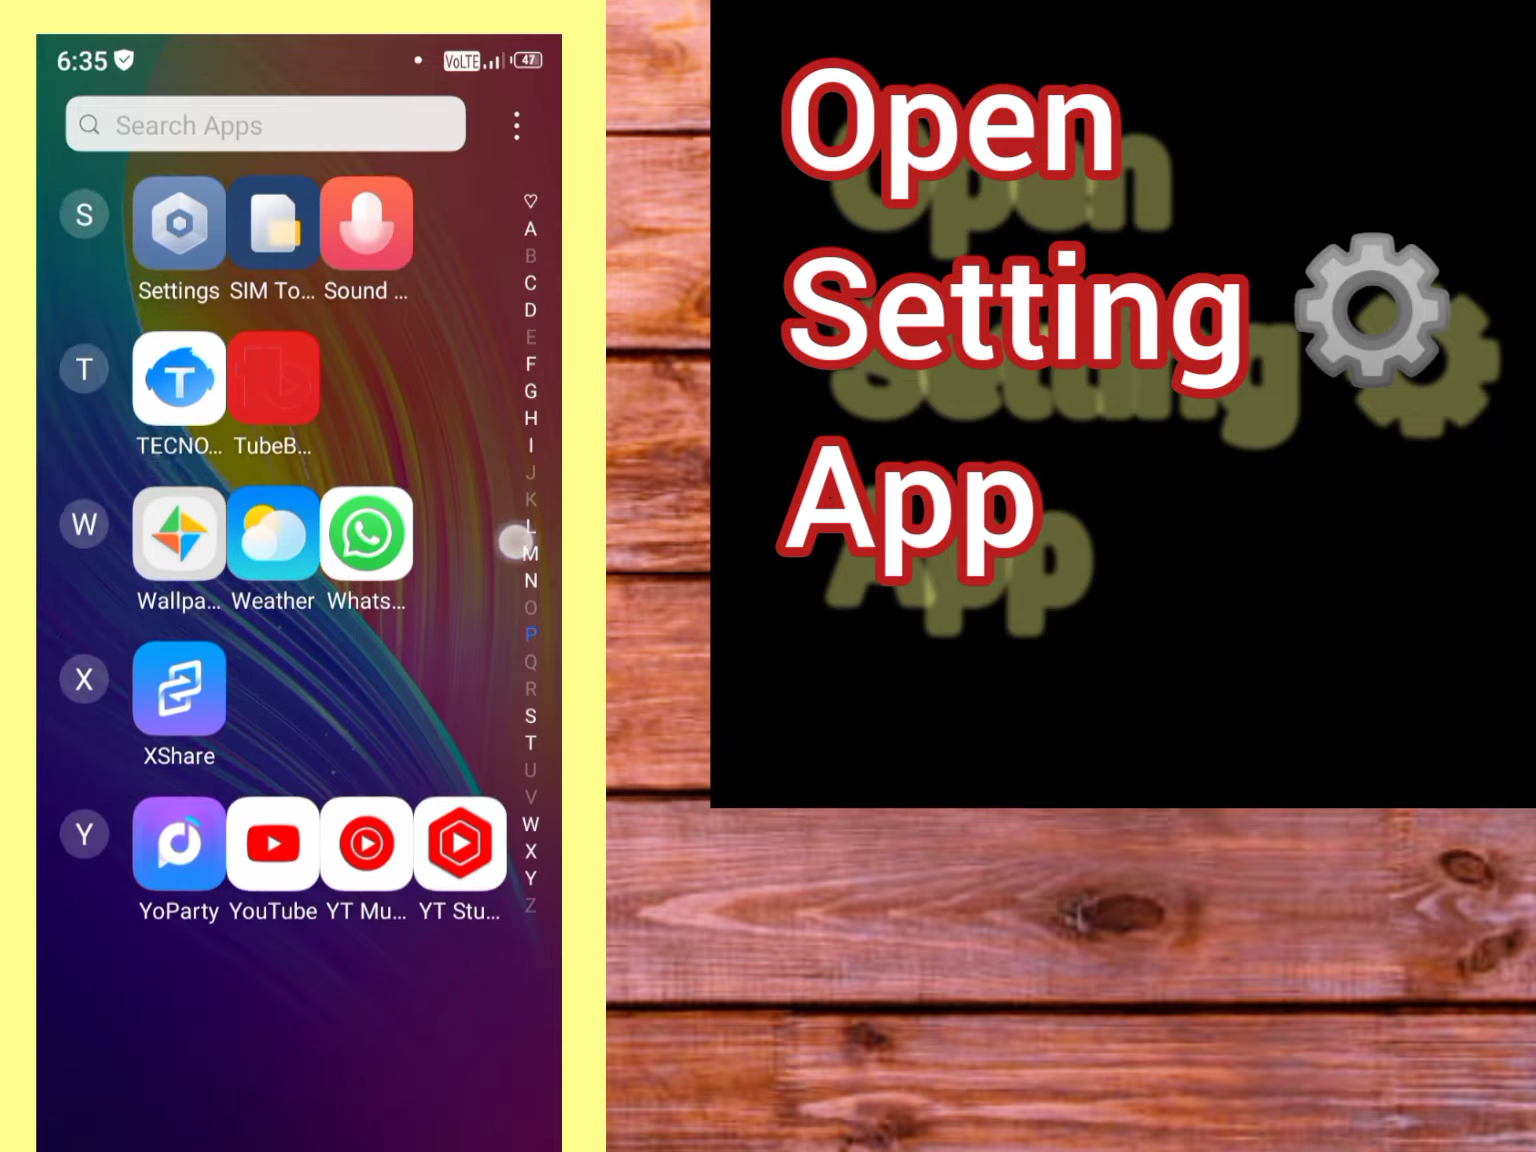 6:35 VoLTE 47
Search Apps
S
Settings SIM To... Sound ...
T
TECNO... TubeB...
W
Wallpa... Weather Whats...
X
XShare
Y
YoParty YouTube YT Mu... YT Stu...
A
B
C
D
E
F
G
H
I
J
K
L
M
N
O
P
Q
R
S
T
U
V
W
X
Y
Z
Open
Setting
App